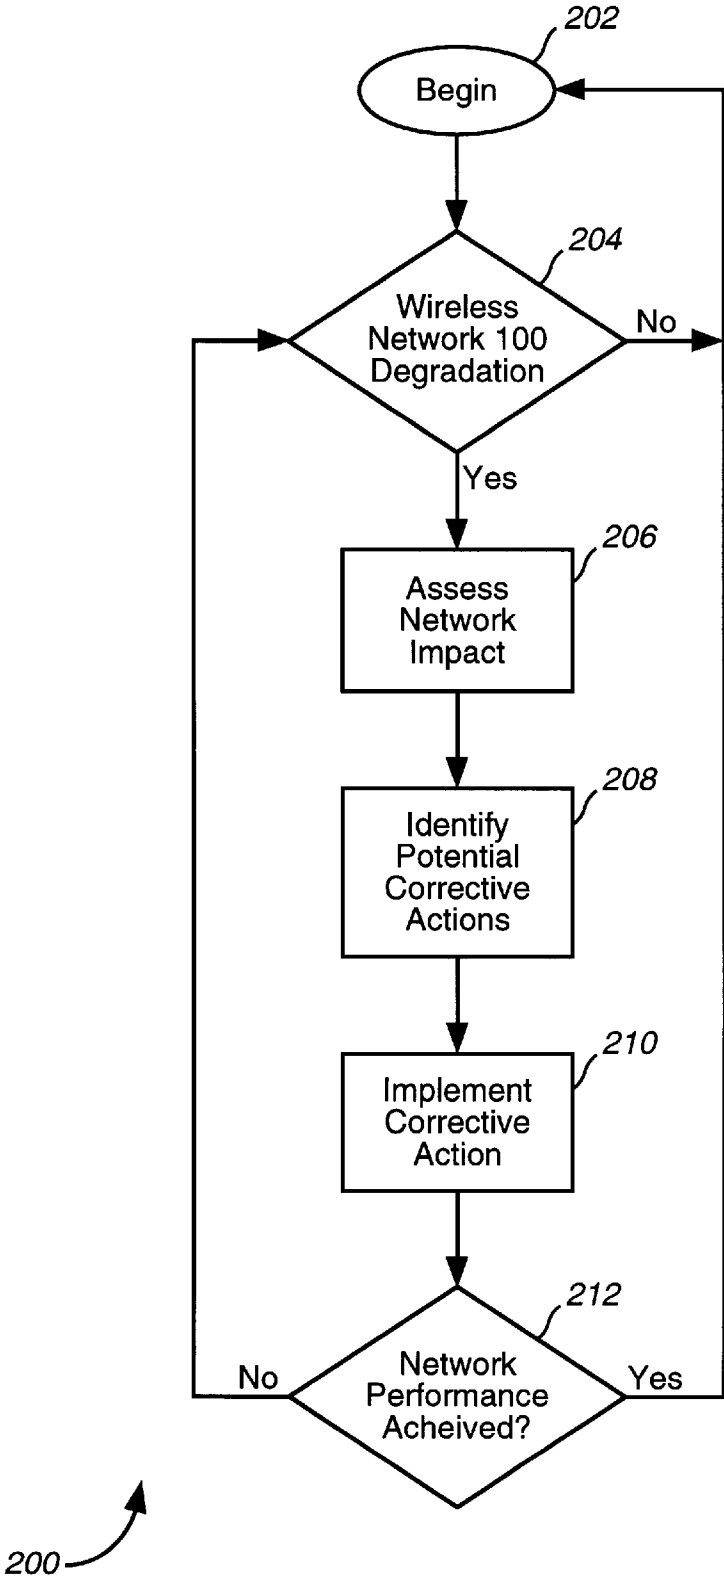 202
Begin
204
Wireless
Network 100
Degradation
No
Yes
206
Assess
Network
Impact
208
Identify
Potential
Corrective
Actions
210
Implement
Corrective
Action
212
Network
Performance
Acheived?
No
Yes
200